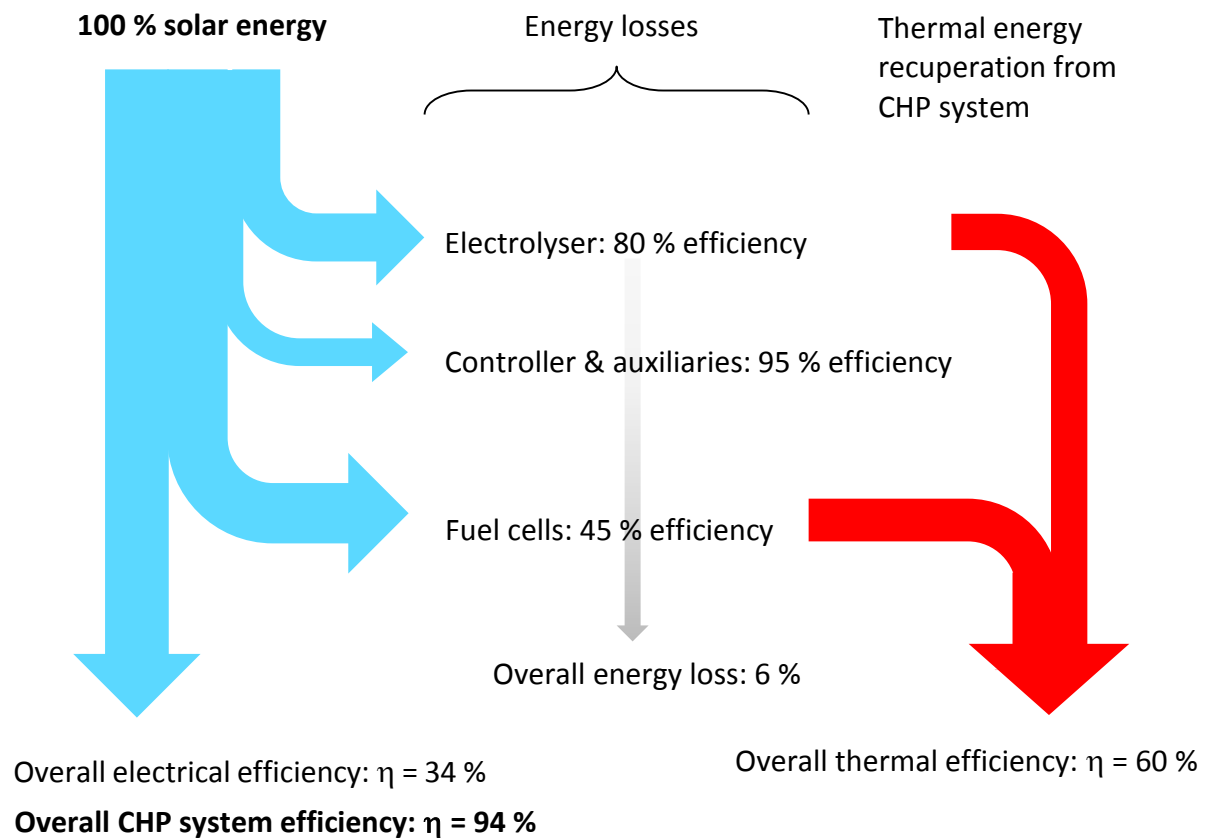 100 % solar energy
Energy losses
Thermal energy
recuperation from
CHP system
Electrolyser: 80 % efficiency
Controller & auxiliaries: 95 % efficiency
Fuel cells: 45 % efficiency
Overall energy loss: 6 %
Overall electrical efficiency: η = 34 %
Overall thermal efficiency: η = 60 %
Overall CHP system efficiency: η = 94 %